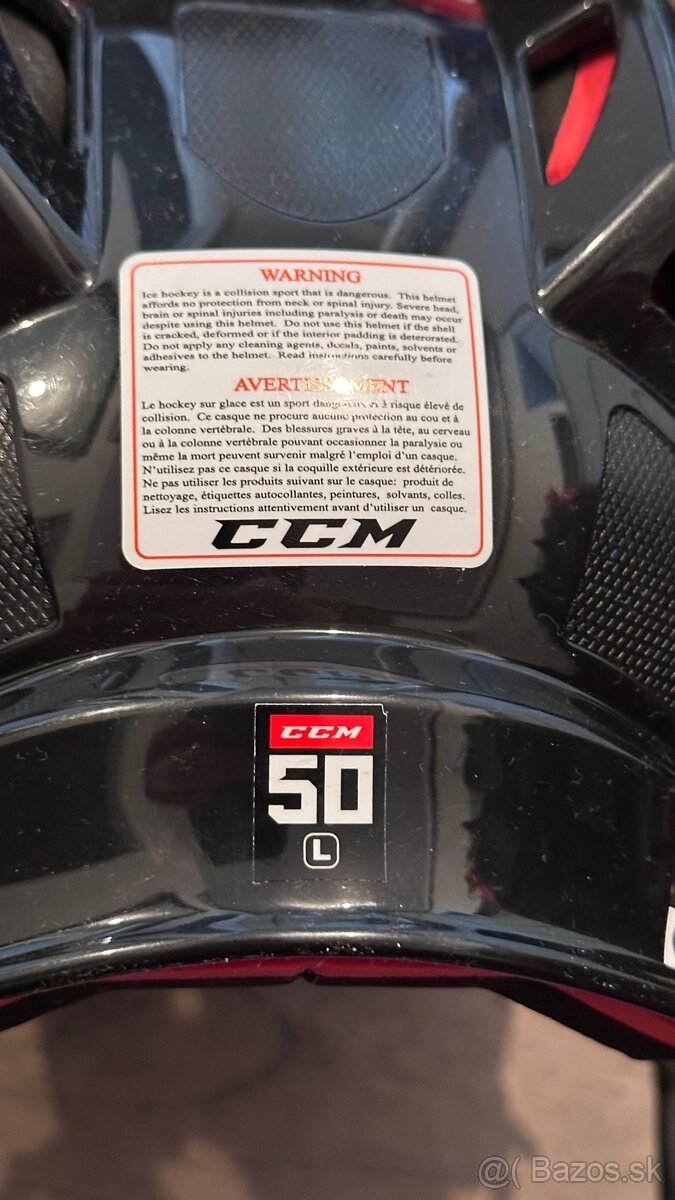 WARNING
Ice hockey is a collision sport that is dangerous. This helmet
affords no protection from neck or spinal injury. Severe head,
brain or spinal injuries including paralysis or death may occur
despite using this helmet. Do not use this helmet if the shell
is cracked, deformed or if the interior padding is deterorated.
Do not apply any cleaning agents, decals, paints, solvents or
adhesives to the helmet. Read instructions carefully before
wearing.
AVERTISSEMENT
Le hockey sur glace est un sport dangereux et à risque élevé de
collision. Ce casque ne procure aucune protection au cou et à
la colonne vertébrale. Des blessures graves à la tête, au cerveau
ou à la colonne vertébrale pouvant occasionner la paralysie ou
même la mort peuvent survenir malgré l'emploi d'un casque.
N'utilisez pas ce casque si la coquille extérieure est détériorée.
Ne pas utiliser les produits suivant sur le casque: produit de
nettoyage, étiquettes autocollantes, peintures, solvants, colles.
Lisez les instructions attentivement avant d'utiliser un casque.
CCM
CCM
50
L
@( Bazos.sk